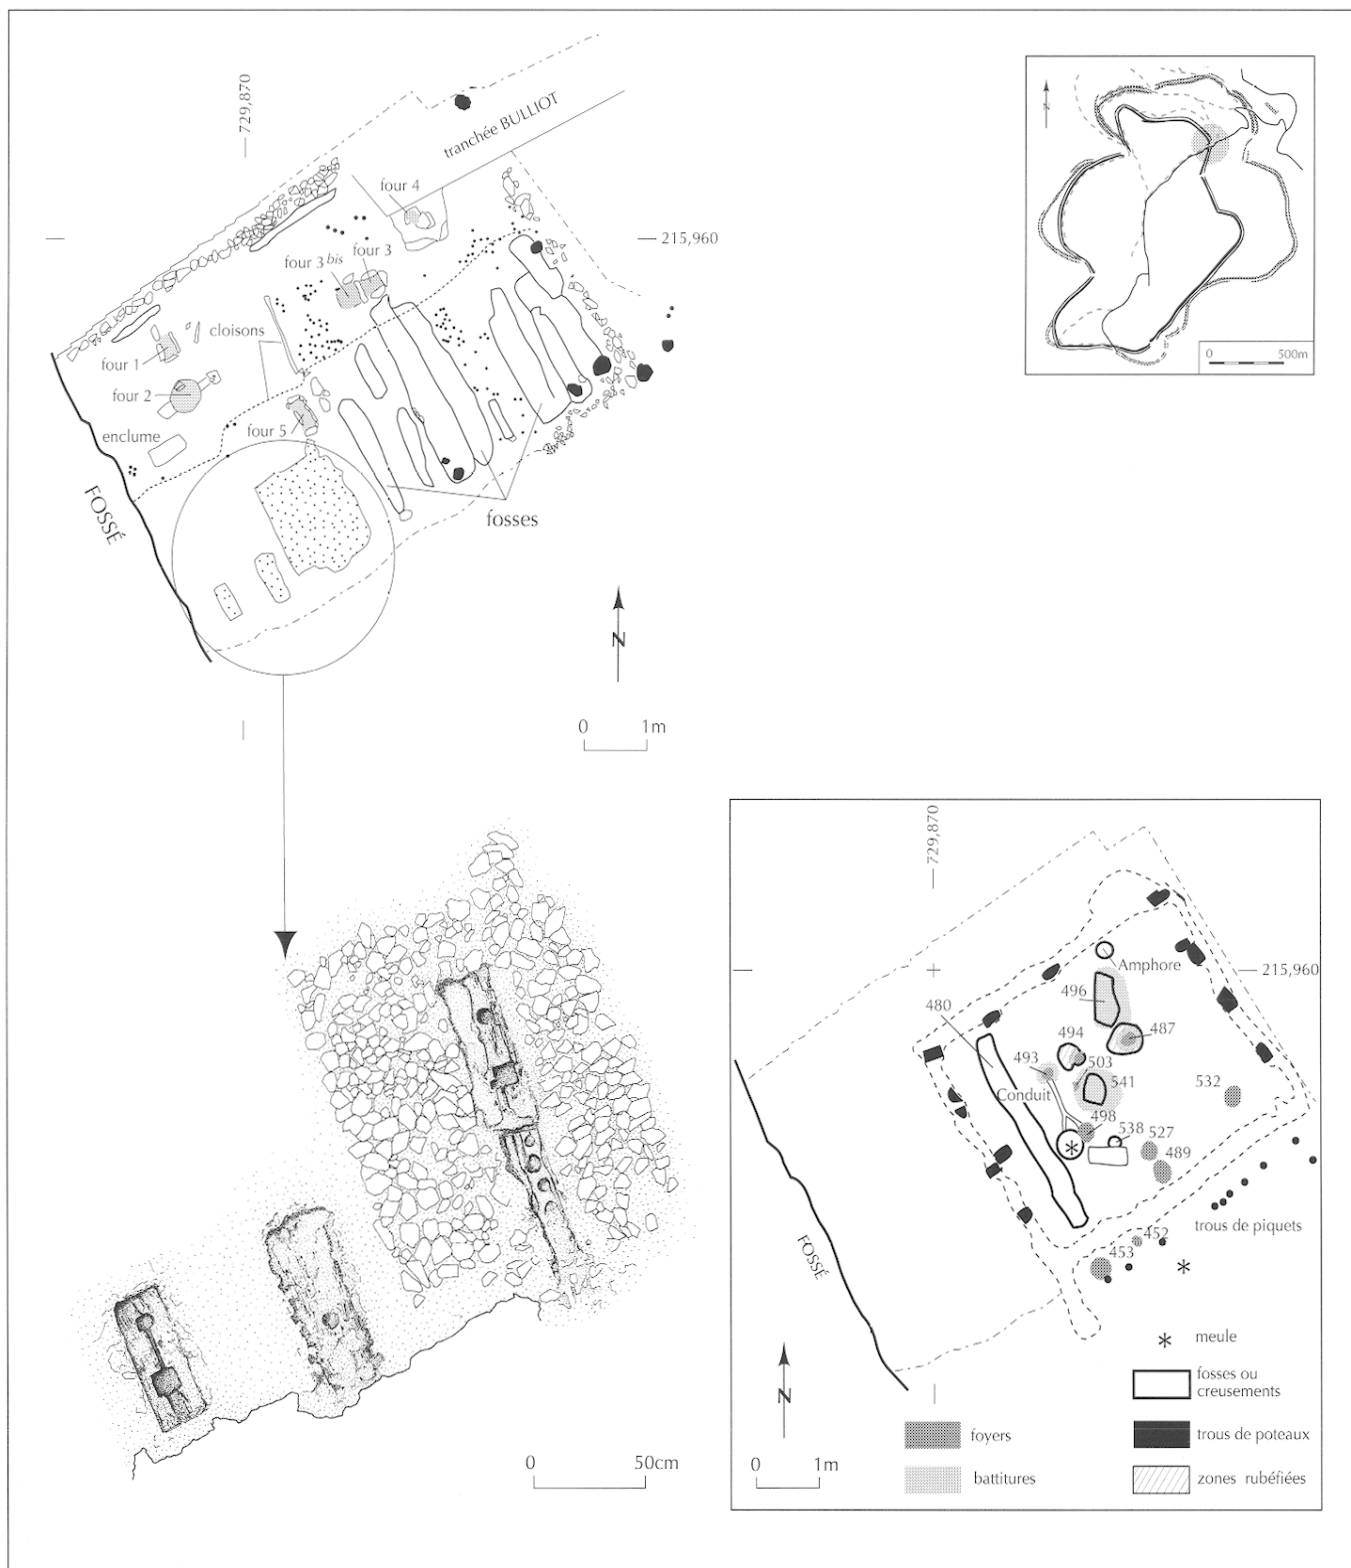 729,870
tranchée BULLIOT
four 4
215,960
four 3 bis
four 3
cloisons
four 1
four 2
four 5
enclume
FOSSÉ
fosses
N
0 1m
N
0 500m
0 50cm
729,870
215,960
Amphore
496
480
487
494
493
503
541
Conduit
532
498
538
527
489
trous de piquets
452
453
FOSSÉ
N
meule
fosses ou
creusements
foyers
trous de poteaux
0 1m
battitures
zones rubéfiées